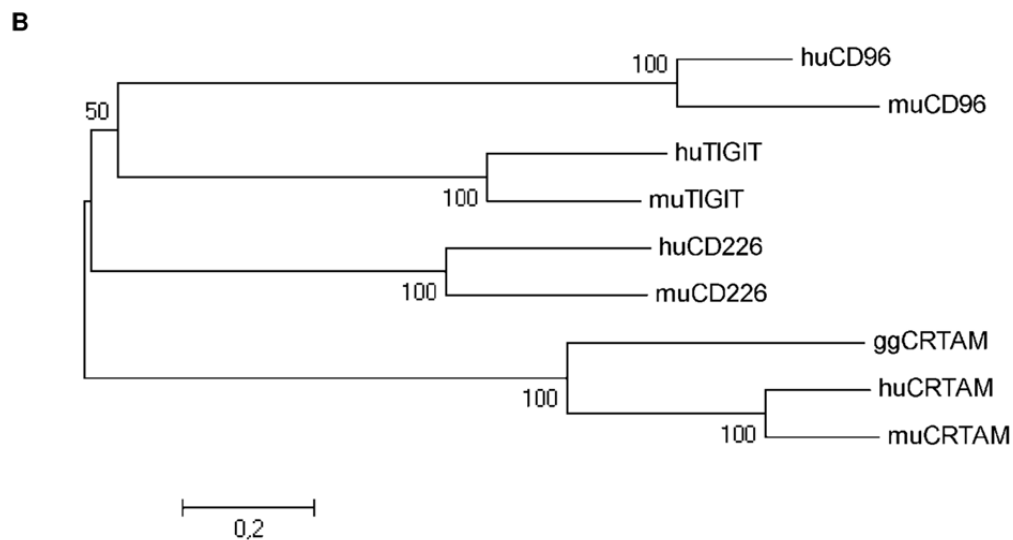 B
100
huCD96
muCD96
50
huTIGIT
100
muTIGIT
huCD226
100
muCD226
ggCRTAM
100
huCRTAM
100
muCRTAM
0,2